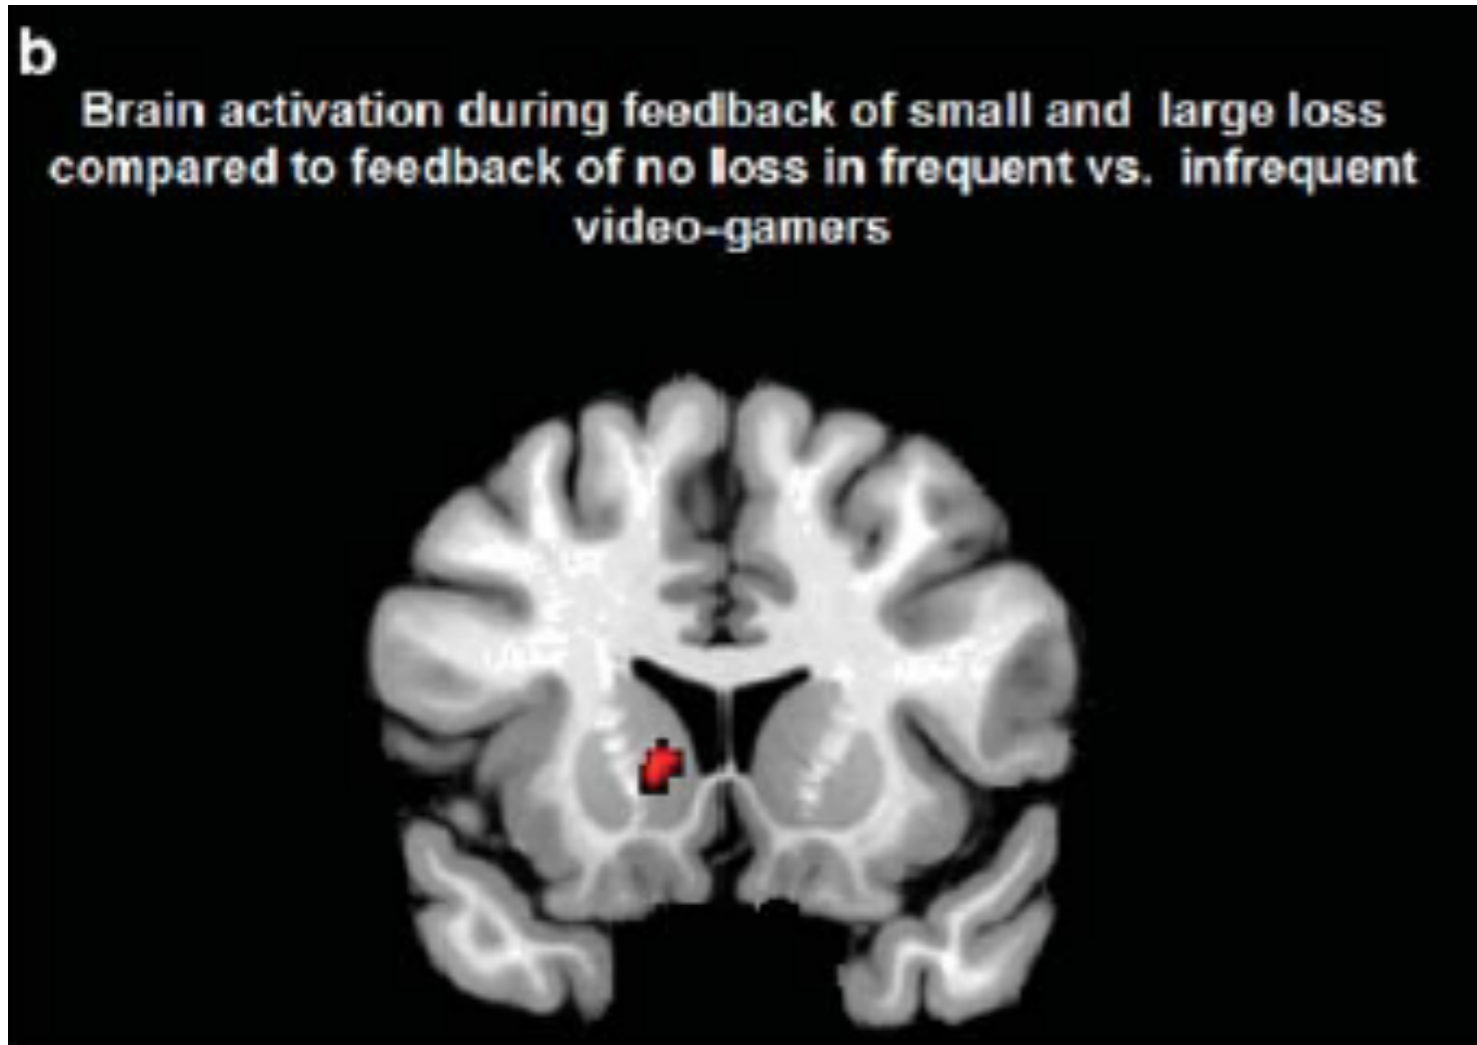 b
Brain activation during feedback of small and large loss
compared to feedback of no loss in frequent vs. infrequent
video-gamers